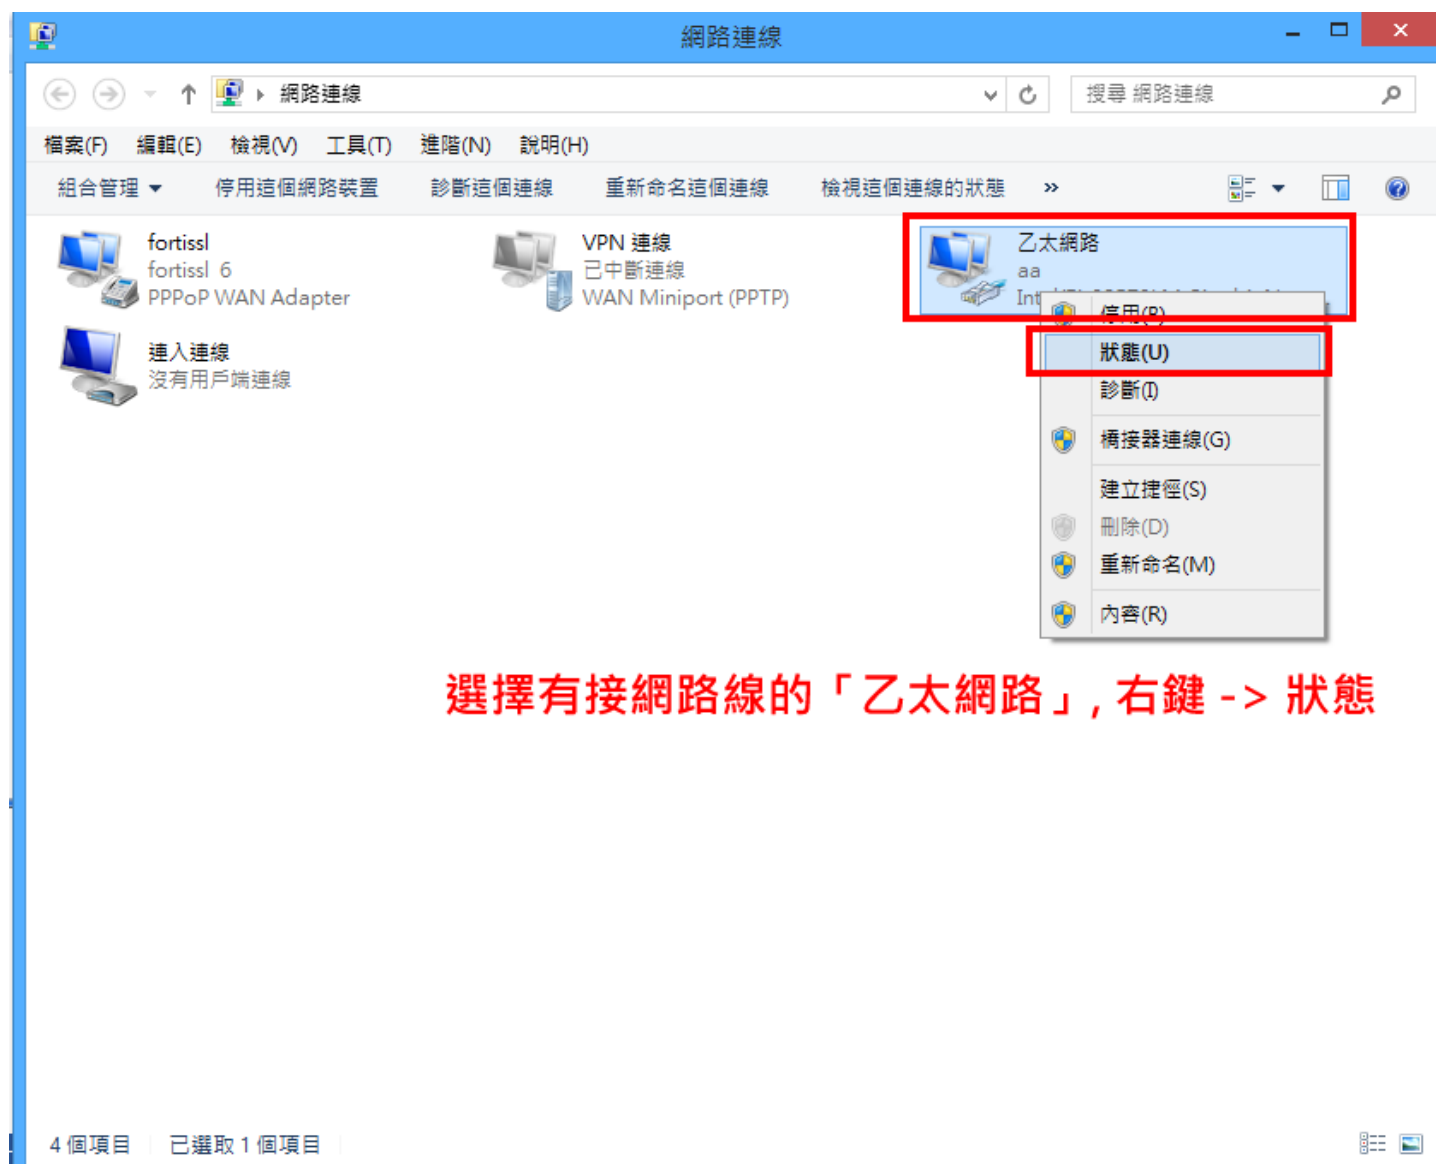 網路連線
網路連線
搜尋 網路連線
檔案(F) 編輯(E) 檢視(V) 工具(T) 進階(N) 說明(H)
組合管理 停用這個網路裝置 診斷這個連線 重新命名這個連線 檢視這個連線的狀態 »
fortissl
fortissl 6
PPPoP WAN Adapter
VPN 連線
已中斷連線
WAN Miniport (PPTP)
乙太網路
aa
連入連線
沒有用戶端連線
停用(B)
狀態(U)
診斷(I)
橋接器連線(G)
建立捷徑(S)
刪除(D)
重新命名(M)
內容(R)
選擇有接網路線的「乙太網路」, 右鍵 -> 狀態
4 個項目 已選取 1 個項目